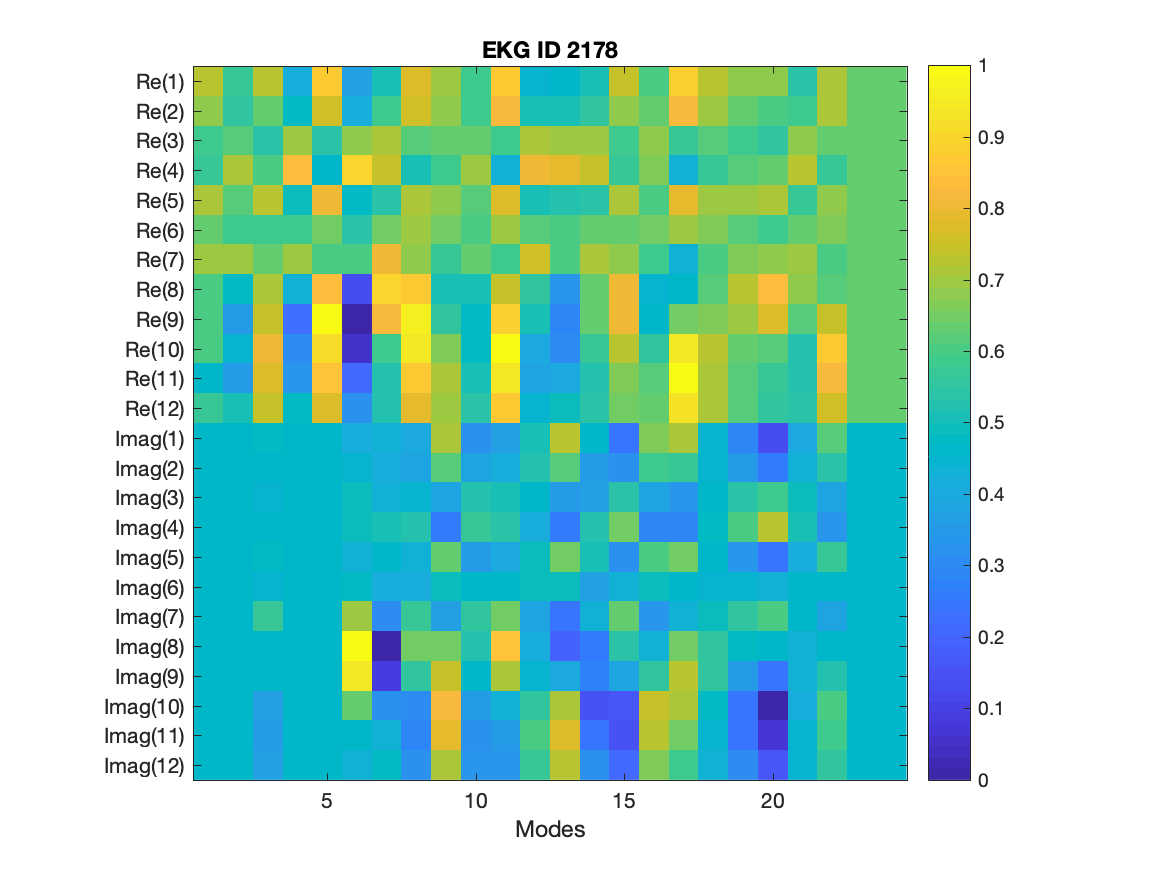 EKG ID 2178
Re(1)
Re(2)
Re(3)
Re(4)
Re(5)
Re(6)
Re(7)
Re(8)
Re(9)
Re(10)
Re(11)
Re(12)
Imag(1)
Imag(2)
Imag(3)
Imag(4)
Imag(5)
Imag(6)
Imag(7)
Imag(8)
Imag(9)
Imag(10)
Imag(11)
Imag(12)
5 10 15 20
Modes
1
0.9
0.8
0.7
0.6
0.5
0.4
0.3
0.2
0.1
0